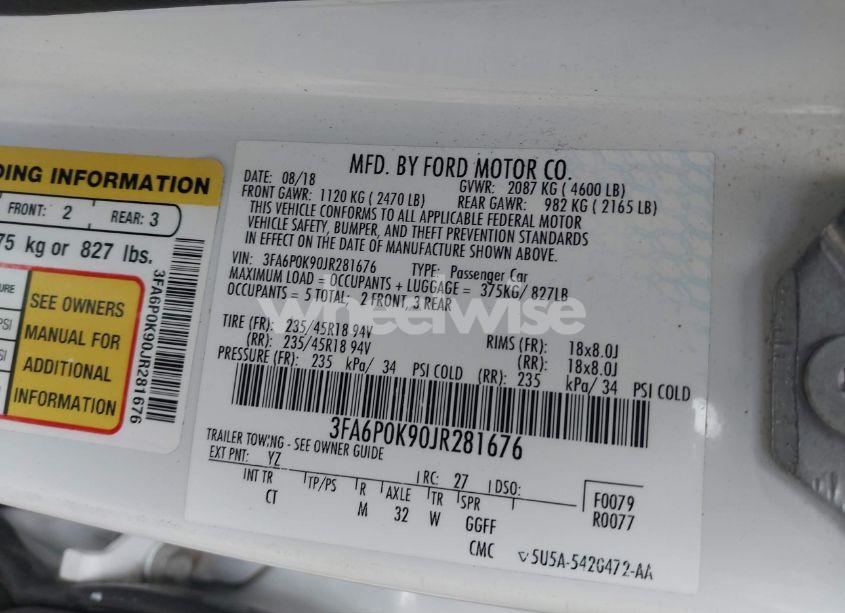 DING INFORMATION
FRONT: 2 REAR: 3
75 kg or 827 lbs.
SEE OWNERS
MANUAL FOR
ADDITIONAL
INFORMATION
PSI
3FA6P0K90JR281676
MFD. BY FORD MOTOR CO.
DATE: 08/18 GVWR: 2087 KG ( 4600 LB)
FRONT GAWR: 1120 KG ( 2470 LB) REAR GAWR: 982 KG ( 2165 LB)
THIS VEHICLE CONFORMS TO ALL APPLICABLE FEDERAL MOTOR
VEHICLE SAFETY, BUMPER, AND THEFT PREVENTION STANDARDS
IN EFFECT ON THE DATE OF MANUFACTURE SHOWN ABOVE.
VIN: 3FA6P0K90JR281676 TYPE: Passenger Car
MAXIMUM LOAD = OCCUPANTS + LUGGAGE = 375KG/ 827LB
OCCUPANTS = 5 TOTAL: 2 FRONT, 3 REAR
wheelwise
TIRE (FR): 235/45R18 94V RIMS (FR): 18x8.0J
(RR): 235/45R18 94V (RR): 18x8.0J
PRESSURE (FR): 235 kPa/ 34 PSI COLD (RR): 235 kPa/ 34 PSI COLD
3FA6P0K90JR281676
TRAILER TOWING - SEE OWNER GUIDE
EXT PNT: YZ RC: 27 DSO:
INT TR TP/PS R AXLE TR SPR F0079
CT M 32 W GGFF R0077
CMC 5U5A-5420472-AA